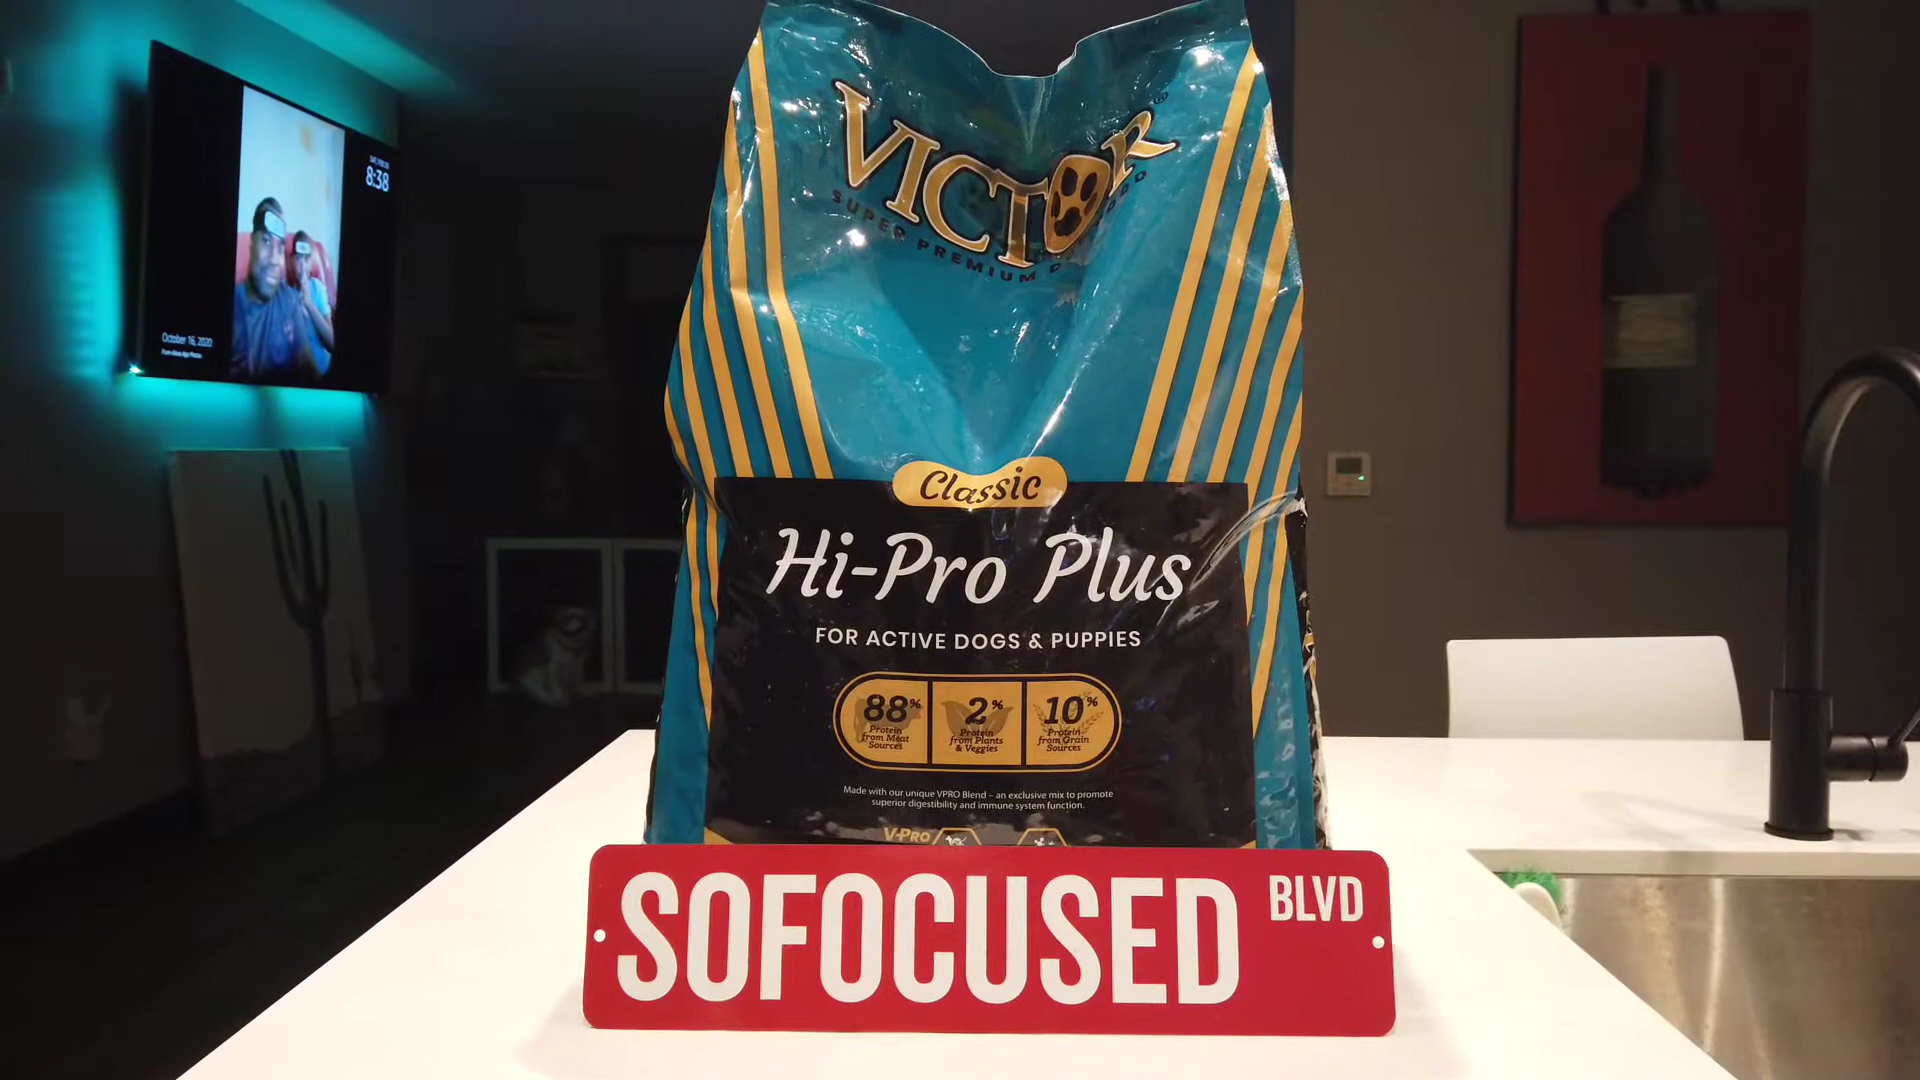 8:38
October 16, 2020
VICTOR®
SUPER PREMIUM DOG FOOD
Classic
Hi-Pro Plus
FOR ACTIVE DOGS & PUPPIES
88%
Protein
from Meat
Sources
2%
Protein
from Plants
& Veggies
10%
Protein
from Grain
Sources
Made with our unique VPRO Blend – an exclusive mix to promote
superior digestibility and immune system function.
V-PRO
SOFOCUSED BLVD